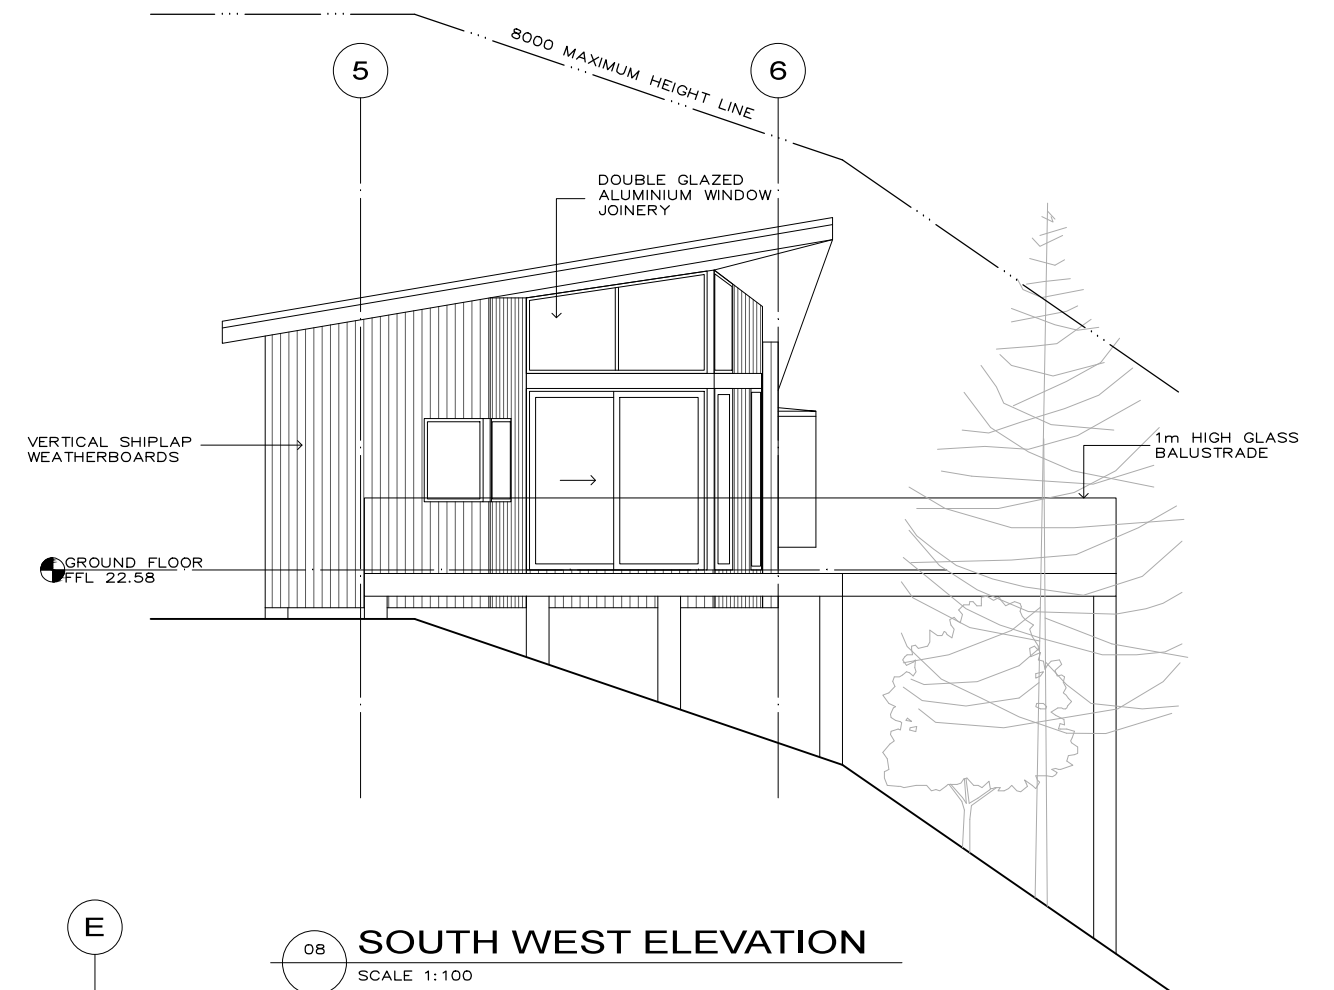 8000 MAXIMUM HEIGHT LINE
5
6
DOUBLE GLAZED
ALUMINIUM WINDOW
JOINERY
VERTICAL SHIPLAP
WEATHERBOARDS
1m HIGH GLASS
BALUSTRADE
GROUND FLOOR
FFL 22.58
E
08
SOUTH WEST ELEVATION
SCALE 1:100